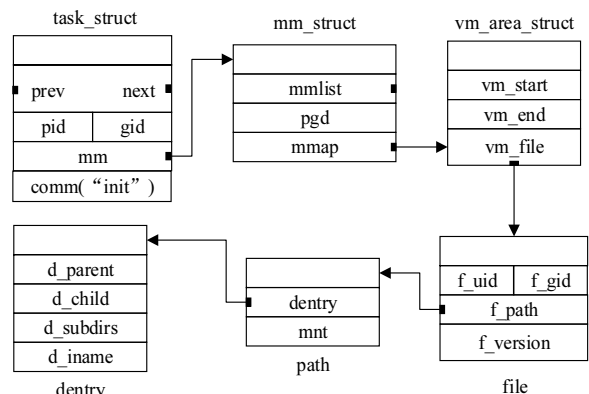 task_struct mm_struct vm_area_struct
prev next
pid gid
mm
comm( “init” )
mmlist
pgd
mmap
vm_start
vm_end
vm_file
d_parent
d_child
d_subdirs
d_iname
dentry
dentry
mnt
path
f_uid f_gid
f_path
f_version
file